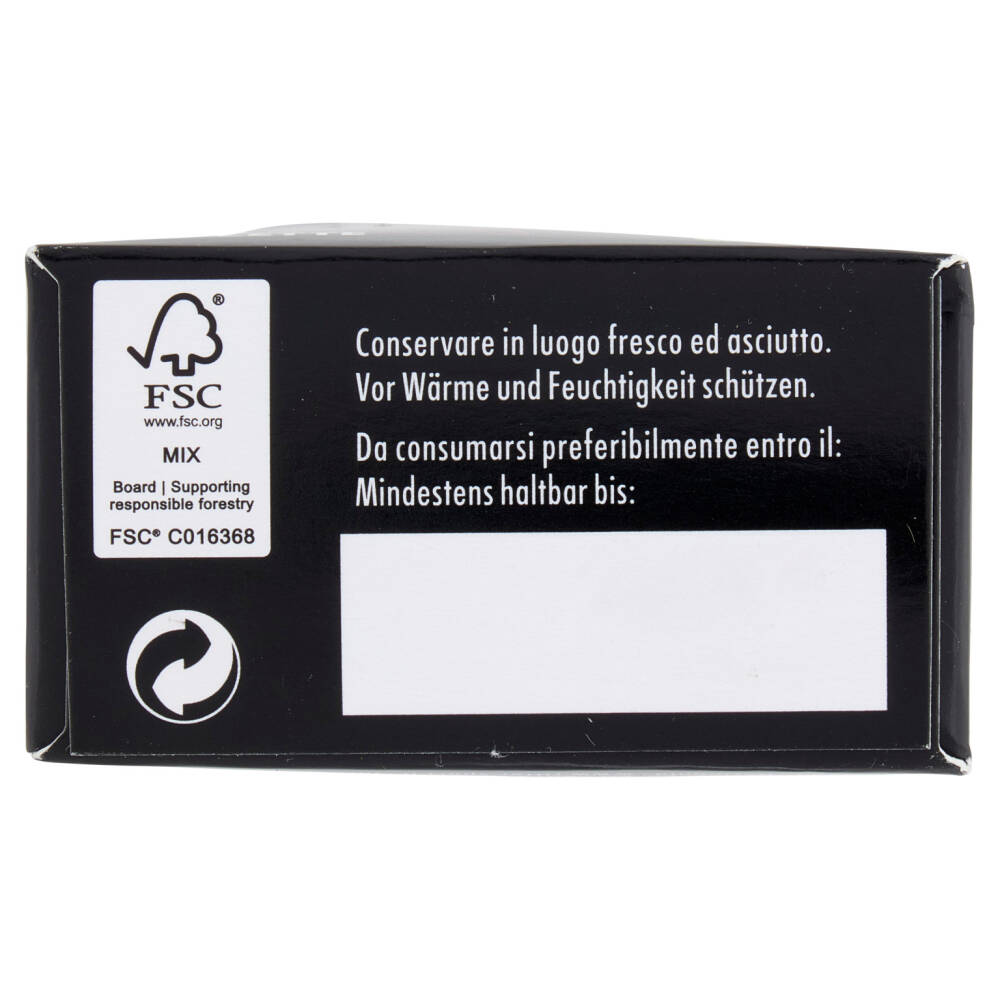 ®
FSC
www.fsc.org
MIX
Board | Supporting
responsible forestry
FSC® C016368
Conservare in luogo fresco ed asciutto.
Vor Wärme und Feuchtigkeit schützen.
Da consumarsi preferibilmente entro il:
Mindestens haltbar bis: